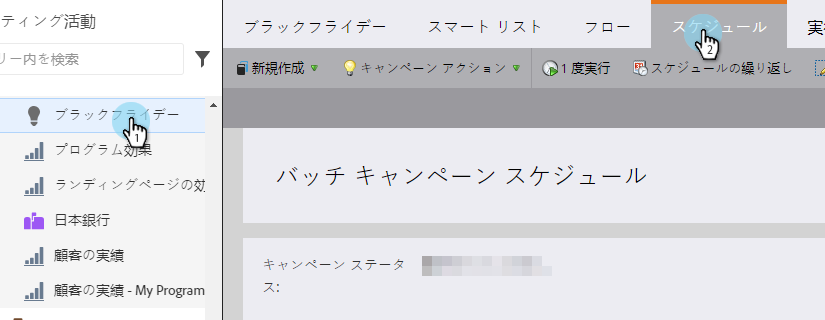 ティング活動
リー内を検索
ブラックフライデー
1
プログラム効果
ランディングページの効
日本銀行
顧客の実績
顧客の実績 - My Program
ブラックフライデー スマート リスト フロー スケジュール 実
2
新規作成 キャンペーン アクション 1 度実行 スケジュールの繰り返し
バッチ キャンペーン スケジュール
キャンペーン ステータ
ス: